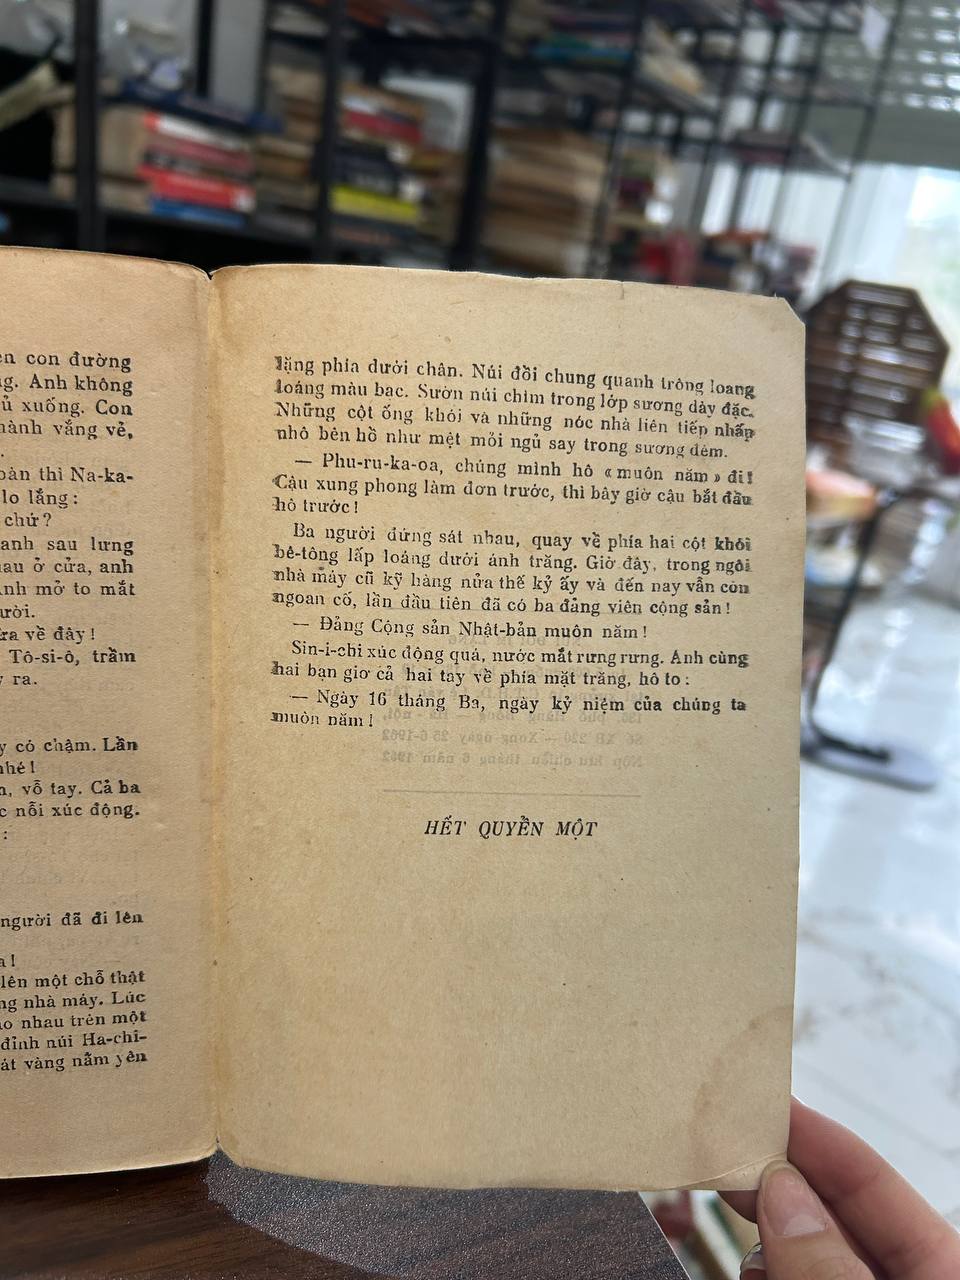 con đường
Anh không
xuống. Con
vắng vẻ,
thì Na-ka-
lo lắng:
chứ?
anh sau lưng
ở cửa, anh
mở to mắt
về đây!
Tô-si-ô, trầm
ra.
có chậm. Lần
vỗ tay. Cả ba
nỗi xúc động.
:
người đã đi lên
lên một chỗ thật
nhà máy. Lúc
nhau trên một
đỉnh núi Ha-chi-
vàng nằm yên
lặng phía dưới chân. Núi đồi chung quanh trông loang
loáng màu bạc. Sườn núi chìm trong lớp sương dày đặc.
Những cột ống khói và những nóc nhà liên tiếp nhấp
nhô bên hồ như mệt mỏi ngủ say trong sương đêm.
— Phu-ru-ka-oa, chúng mình hô « muôn năm » đi!
Cậu xung phong làm đơn trước, thì bây giờ cậu bắt đầu
hô trước!
Ba người đứng sát nhau, quay về phía hai cột khói
bê-tông lấp loáng dưới ánh trăng. Giờ đây, trong ngôi
nhà máy cũ kỹ hàng nửa thế kỷ ấy và đến nay vẫn còn
ngoan cố, lần đầu tiên đã có ba đảng viên cộng sản!
— Đảng Cộng sản Nhật-bản muôn năm!
Sin-i-chi xúc động quá, nước mắt rưng rưng. Anh cùng
hai bạn giơ cả hai tay về phía mặt trăng, hô to:
— Ngày 16 tháng Ba, ngày kỷ niệm của chúng ta
muôn năm!
HẾT QUYỂN MỘT